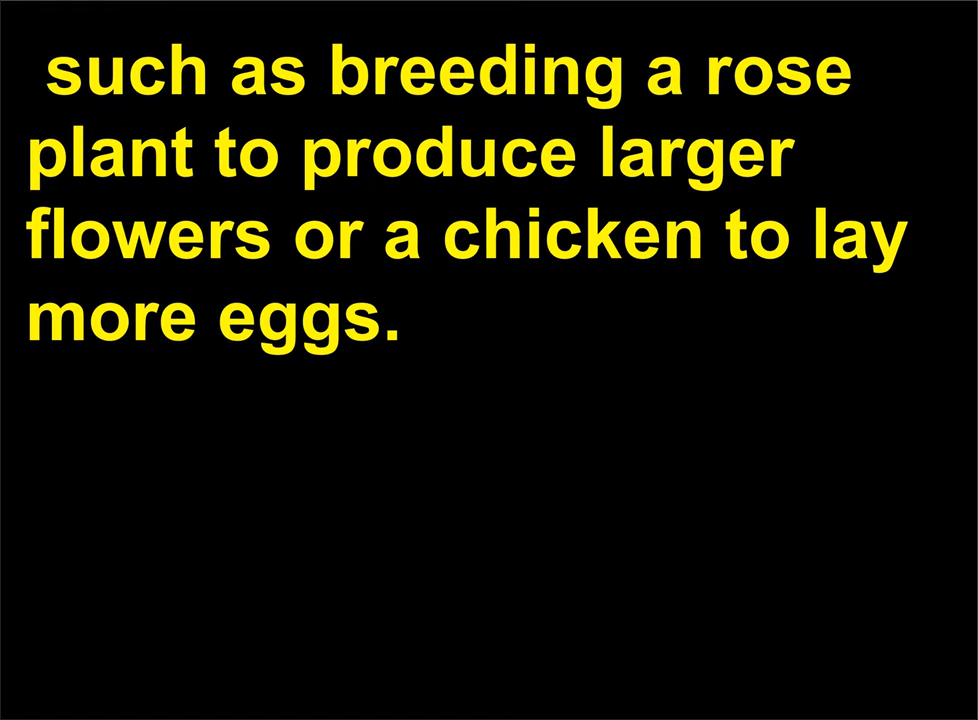 such as breeding a rose
plant to produce larger
flowers or a chicken to lay
more eggs.